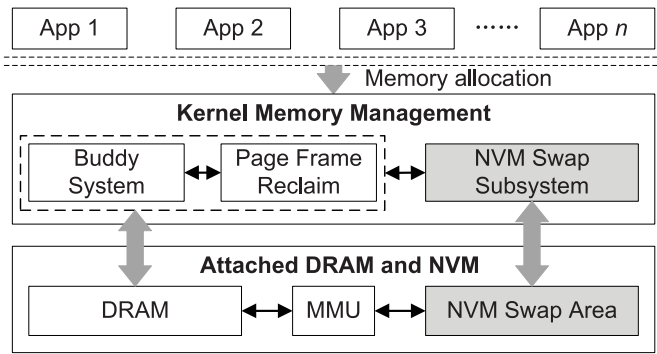 App 1 App 2 App 3 ...... App n
Memory allocation
Kernel Memory Management
Buddy System Page Frame Reclaim NVM Swap Subsystem
Attached DRAM and NVM
DRAM MMU NVM Swap Area